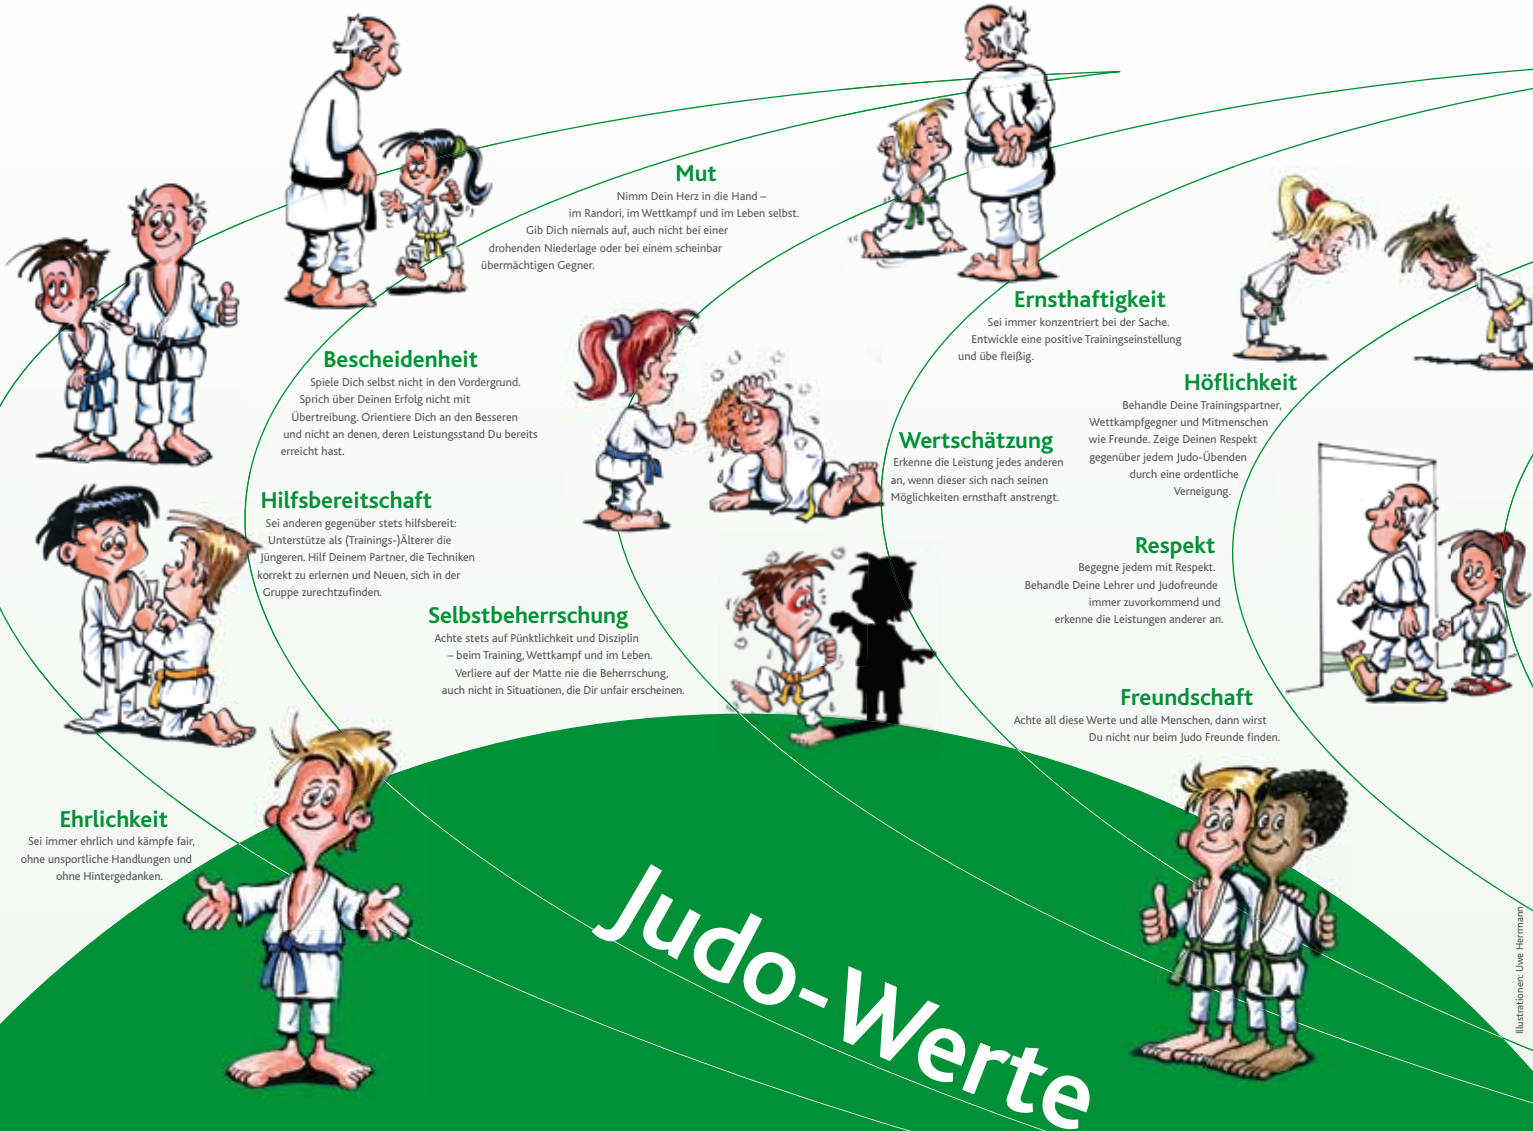 Mut
Nimm Dein Herz in die Hand –
im Randori, im Wettkampf und im Leben selbst.
Gib Dich niemals auf, auch nicht bei einer
drohenden Niederlage oder bei einem scheinbar
übermächtigen Gegner.
Ernsthaftigkeit
Sei immer konzentriert bei der Sache.
Entwickle eine positive Trainingseinstellung
und übe fleißig.
Bescheidenheit
Spiele Dich selbst nicht in den Vordergrund.
Sprich über Deinen Erfolg nicht mit
Übertreibung. Orientiere Dich an den Besseren
und nicht an denen, deren Leistungsstand Du bereits
erreicht hast.
Höflichkeit
Behandle Deine Trainingspartner,
Wettkampfgegner und Mitmenschen
wie Freunde. Zeige Deinen Respekt
gegenüber jedem Judo-Übenden
durch eine ordentliche
Verneigung.
Wertschätzung
Erkenne die Leistung jedes anderen
an, wenn dieser sich nach seinen
Möglichkeiten ernsthaft anstrengt.
Hilfsbereitschaft
Sei anderen gegenüber stets hilfsbereit:
Unterstütze als (Trainings-)Älterer die
Jüngeren. Hilf Deinem Partner, die Techniken
korrekt zu erlernen und Neuen, sich in der
Gruppe zurechtzufinden.
Respekt
Begegne jedem mit Respekt.
Behandle Deine Lehrer und Judofreunde
immer zuvorkommend und
erkenne die Leistungen anderer an.
Selbstbeherrschung
Achte stets auf Pünktlichkeit und Disziplin
– beim Training, Wettkampf und im Leben.
Verliere auf der Matte nie die Beherrschung,
auch nicht in Situationen, die Dir unfair erscheinen.
Freundschaft
Achte all diese Werte und alle Menschen, dann wirst
Du nicht nur beim Judo Freunde finden.
Ehrlichkeit
Sei immer ehrlich und kämpfe fair,
ohne unsportliche Handlungen und
ohne Hintergedanken.
Judo-Werte
Illustrationen: Uwe Herrmann